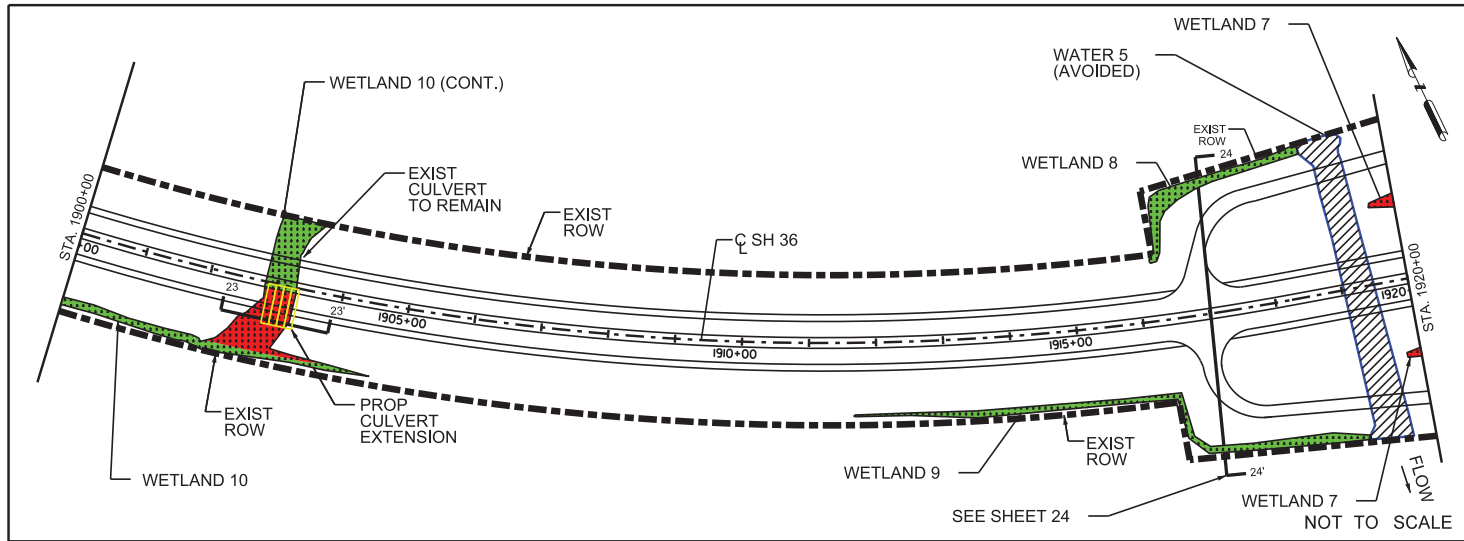 WETLAND 7
WATER 5
(AVOIDED)
WETLAND 10 (CONT.)
EXIST
ROW
24
WETLAND 8
EXIST
CULVERT
TO REMAIN
EXIST
ROW
℄ SH 36
STA. 1900+00
00
23
23'
1905+00
1910+00
1915+00
1920
STA. 1920+00
EXIST
ROW
PROP
CULVERT
EXTENSION
WETLAND 10
WETLAND 9
EXIST
ROW
24'
SEE SHEET 24
WETLAND 7
FLOW
NOT TO SCALE